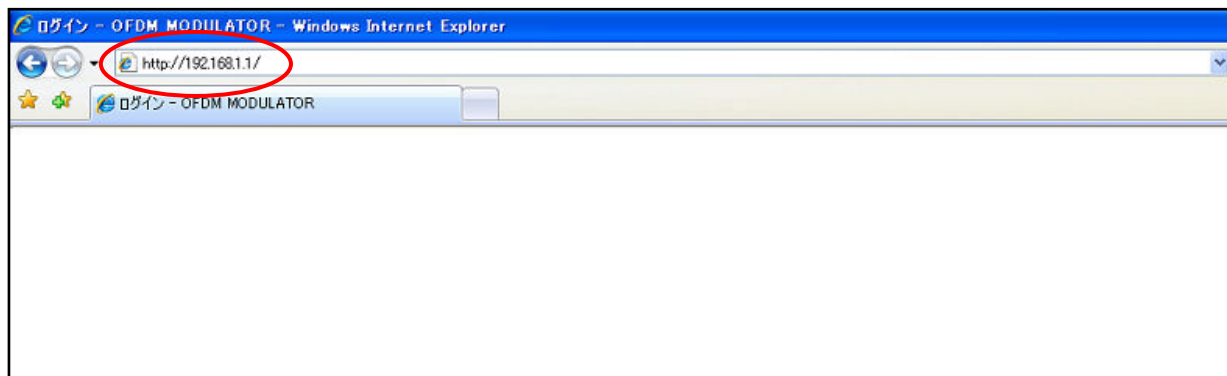 ログイン - OFDM MODULATOR - Windows Internet Explorer
http://192.168.1.1/
ログイン - OFDM MODULATOR